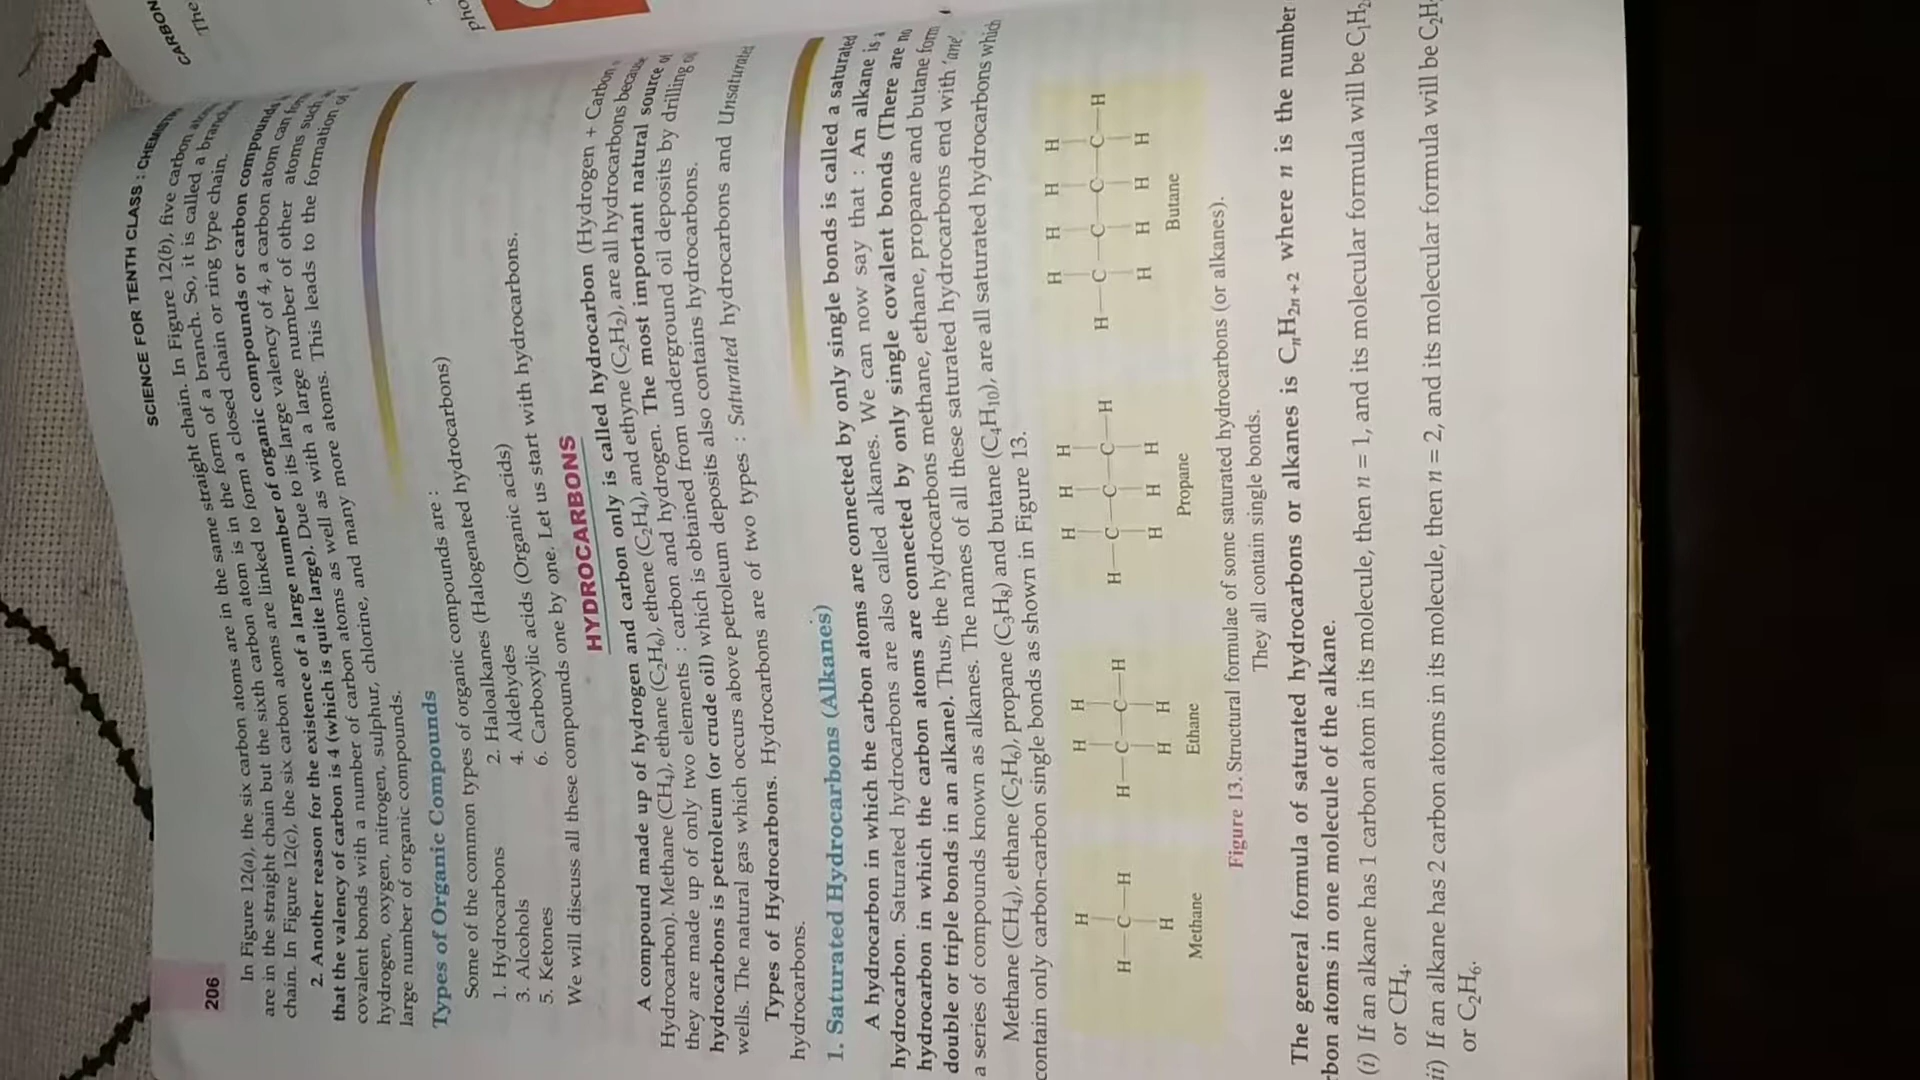 206
SCIENCE FOR TENTH CLASS : CHEMISTRY
In Figure 12(a), the six carbon atoms are in the same straight chain. In Figure 12(b), five carbon atoms
are in the straight chain but the sixth carbon atom is in the form of a branch. So, it is called a branched
chain. In Figure 12(c), the six carbon atoms are linked to form a closed chain or ring type chain.
2. Another reason for the existence of a large number of organic compounds or carbon compounds
that the valency of carbon is 4 (which is quite large). Due to its large valency of 4, a carbon atom can form
covalent bonds with a number of carbon atoms as well as with a large number of other atoms such
hydrogen, oxygen, nitrogen, sulphur, chlorine, and many more atoms. This leads to the formation of
large number of organic compounds.
Types of Organic Compounds
Some of the common types of organic compounds are :
1. Hydrocarbons 2. Haloalkanes (Halogenated hydrocarbons)
3. Alcohols 4. Aldehydes
5. Ketones 6. Carboxylic acids (Organic acids)
We will discuss all these compounds one by one. Let us start with hydrocarbons.
HYDROCARBONS
A compound made up of hydrogen and carbon only is called hydrocarbon (Hydrogen + Carbon
Hydrocarbon). Methane (CH₄), ethane (C₂H₆), ethene (C₂H₄), and ethyne (C₂H₂), are all hydrocarbons because
they are made up of only two elements : carbon and hydrogen. The most important natural source of
hydrocarbons is petroleum (or crude oil) which is obtained from underground oil deposits by drilling
wells. The natural gas which occurs above petroleum deposits also contains hydrocarbons.
Types of Hydrocarbons. Hydrocarbons are of two types : Saturated hydrocarbons and Unsaturated
hydrocarbons.
1. Saturated Hydrocarbons (Alkanes)
A hydrocarbon in which the carbon atoms are connected by only single bonds is called a saturated
hydrocarbon. Saturated hydrocarbons are also called alkanes. We can now say that : An alkane is a
hydrocarbon in which the carbon atoms are connected by only single covalent bonds (There are no
double or triple bonds in an alkane). Thus, the hydrocarbons methane, ethane, propane and butane form
a series of compounds known as alkanes. The names of all these saturated hydrocarbons end with 'ane'.
Methane (CH₄), ethane (C₂H₆), propane (C₃H₈) and butane (C₄H₁₀), are all saturated hydrocarbons which
contain only carbon-carbon single bonds as shown in Figure 13.
H H H H H H H H H H
H—C—H H—C—C—H H—C—C—C—H H—C—C—C—C—H
H H H H H H H H H H
Methane Ethane Propane Butane
Figure 13. Structural formulae of some saturated hydrocarbons (or alkanes).
They all contain single bonds.
The general formula of saturated hydrocarbons or alkanes is CₙH₂ₙ₊₂ where n is the number
rbon atoms in one molecule of the alkane.
(i) If an alkane has 1 carbon atom in its molecule, then n = 1, and its molecular formula will be C₁H₂
or CH₄.
ii) If an alkane has 2 carbon atoms in its molecule, then n = 2, and its molecular formula will be C₂H
or C₂H₆.
CARBON
The
pho